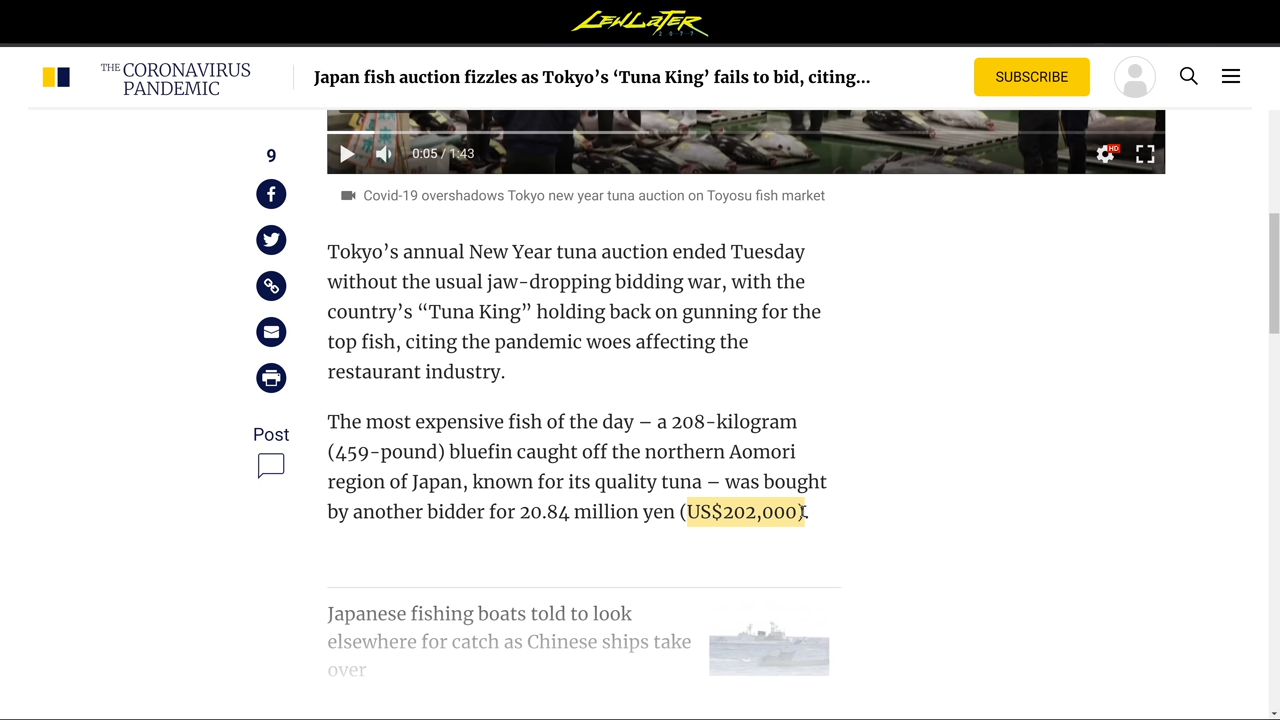 LEWLATER
2077
THE CORONAVIRUS
PANDEMIC
Japan fish auction fizzles as Tokyo’s ‘Tuna King’ fails to bid, citing...
SUBSCRIBE
0:05 / 1:43
HD
Covid-19 overshadows Tokyo new year tuna auction on Toyosu fish market
9
Tokyo’s annual New Year tuna auction ended Tuesday
without the usual jaw-dropping bidding war, with the
country’s “Tuna King” holding back on gunning for the
top fish, citing the pandemic woes affecting the
restaurant industry.
Post
The most expensive fish of the day – a 208-kilogram
(459-pound) bluefin caught off the northern Aomori
region of Japan, known for its quality tuna – was bought
by another bidder for 20.84 million yen (US$202,000).
Japanese fishing boats told to look
elsewhere for catch as Chinese ships take
over